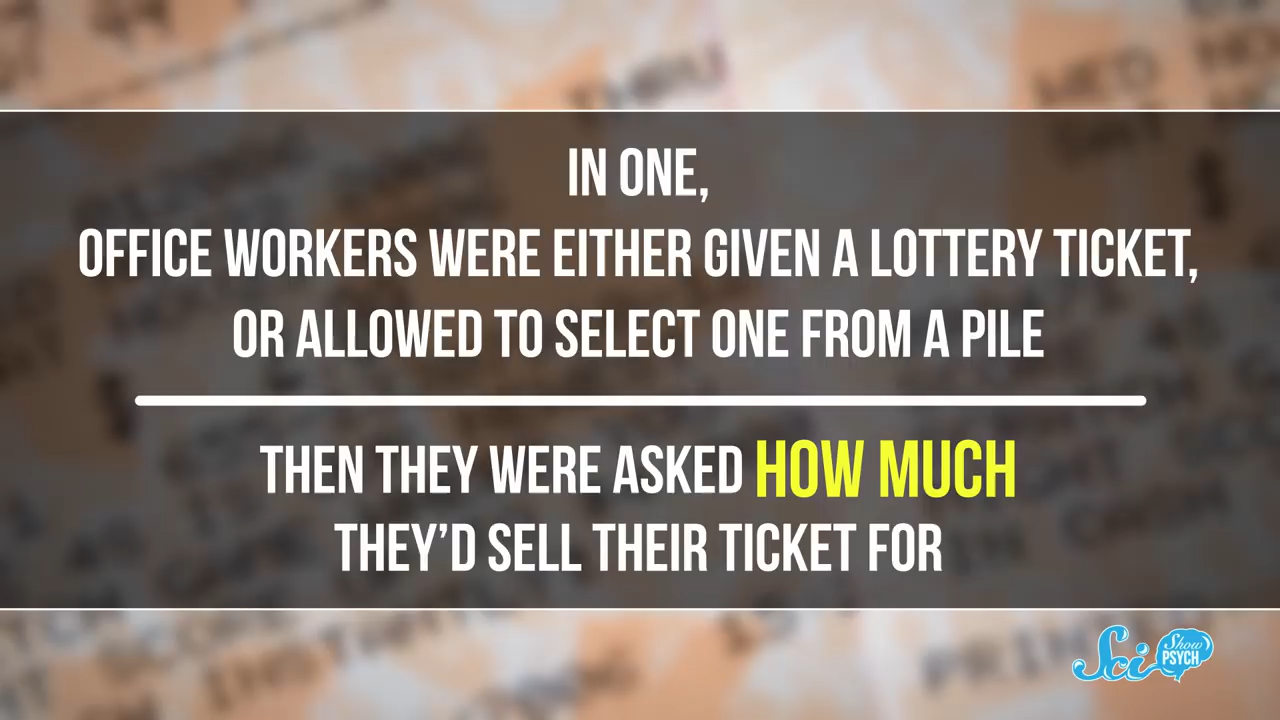 IN ONE,
OFFICE WORKERS WERE EITHER GIVEN A LOTTERY TICKET,
OR ALLOWED TO SELECT ONE FROM A PILE
THEN THEY WERE ASKED HOW MUCH
THEY'D SELL THEIR TICKET FOR
Sci Show PSYCH